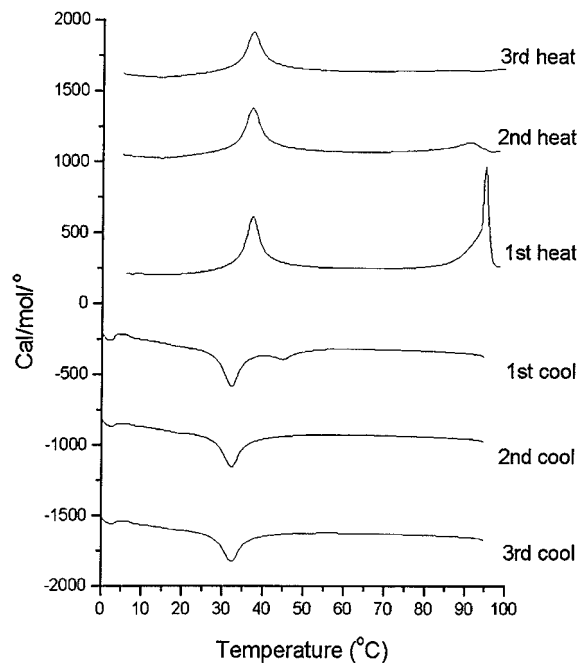 2000
3rd heat
1500
2nd heat
1000
1st heat
500
0
Cal/mol/°
1st cool
-500
2nd cool
-1000
3rd cool
-1500
-2000
0 10 20 30 40 50 60 70 80 90 100
Temperature (°C)